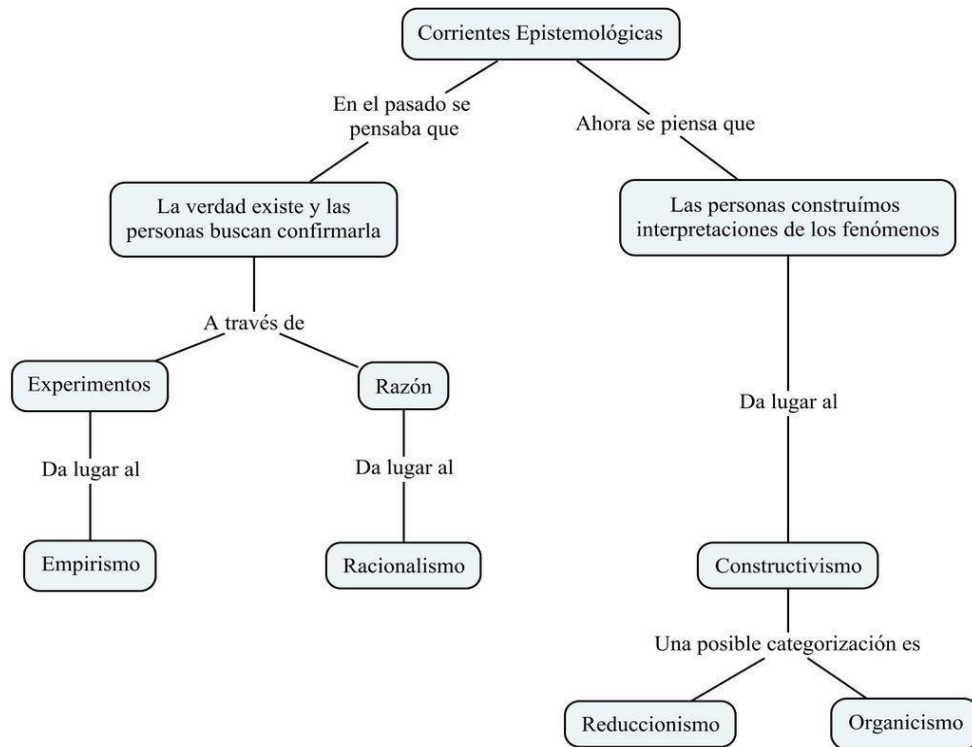 Corrientes Epistemológicas
En el pasado se
pensaba que
Ahora se piensa que
La verdad existe y las
personas buscan confirmarla
Las personas construímos
interpretaciones de los fenómenos
A través de
Experimentos
Razón
Da lugar al
Da lugar al
Da lugar al
Empirismo
Racionalismo
Constructivismo
Una posible categorización es
Reduccionismo
Organicismo